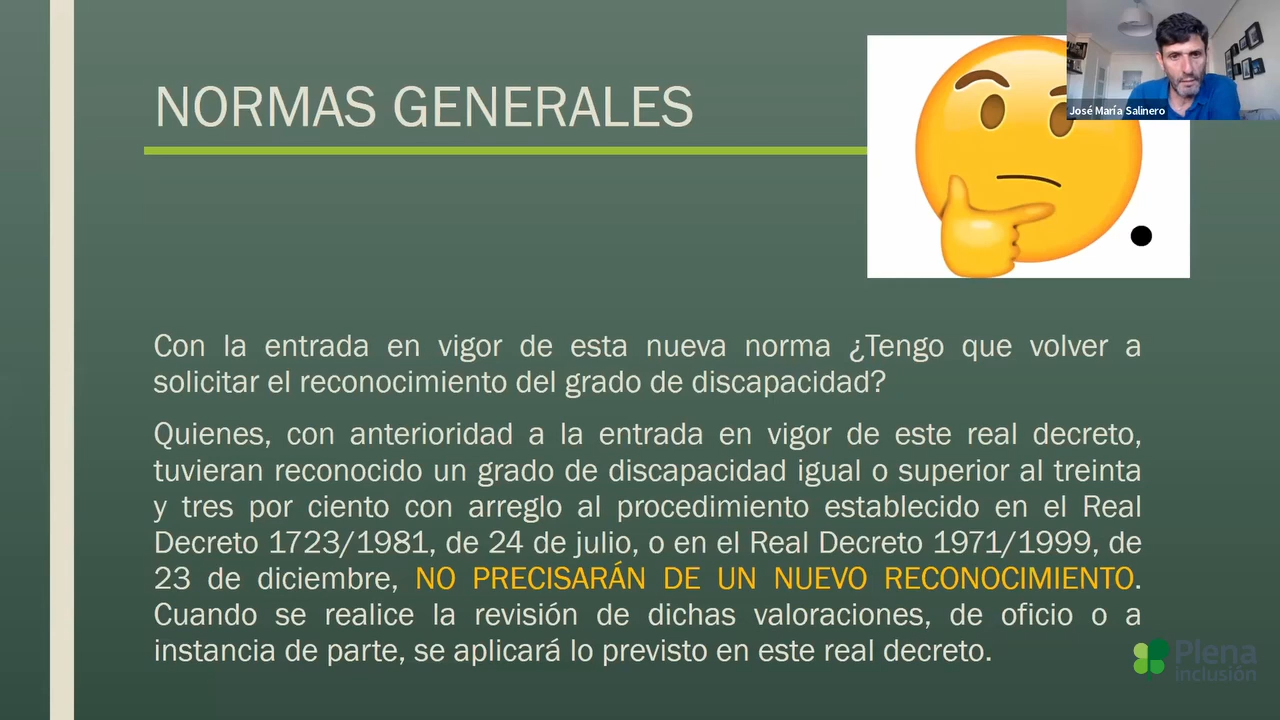 NORMAS GENERALES
José María Salinero
Con la entrada en vigor de esta nueva norma ¿Tengo que volver a
solicitar el reconocimiento del grado de discapacidad?
Quienes, con anterioridad a la entrada en vigor de este real decreto,
tuvieran reconocido un grado de discapacidad igual o superior al treinta
y tres por ciento con arreglo al procedimiento establecido en el Real
Decreto 1723/1981, de 24 de julio, o en el Real Decreto 1971/1999, de
23 de diciembre, NO PRECISARÁN DE UN NUEVO RECONOCIMIENTO.
Cuando se realice la revisión de dichas valoraciones, de oficio o a
instancia de parte, se aplicará lo previsto en este real decreto.
Plena
inclusión